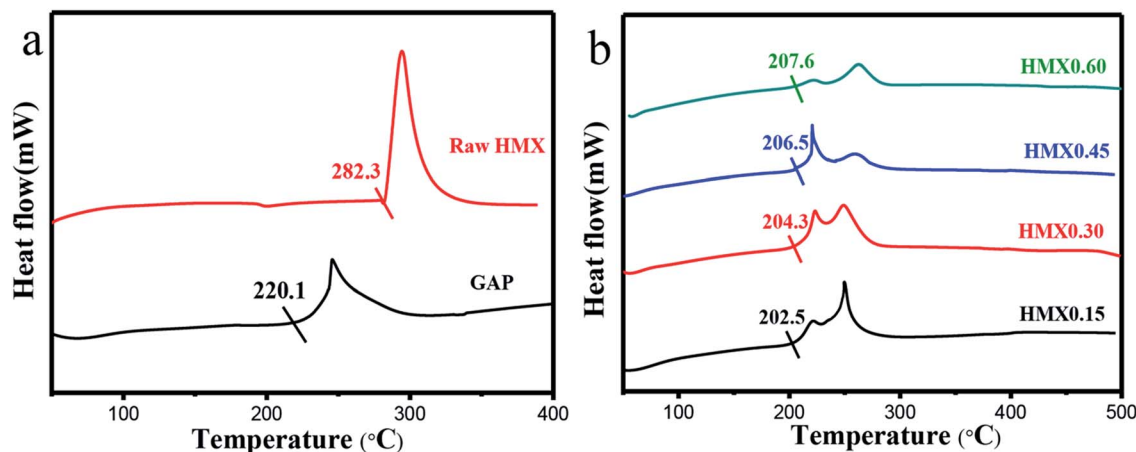 a
Raw HMX
282.3
GAP
220.1
Heat flow(mW)
100 200 300 400
Temperature (°C)
b
207.6
HMX0.60
206.5
HMX0.45
204.3
HMX0.30
202.5
HMX0.15
Heat flow(mW)
100 200 300 400 500
Temperature (°C)